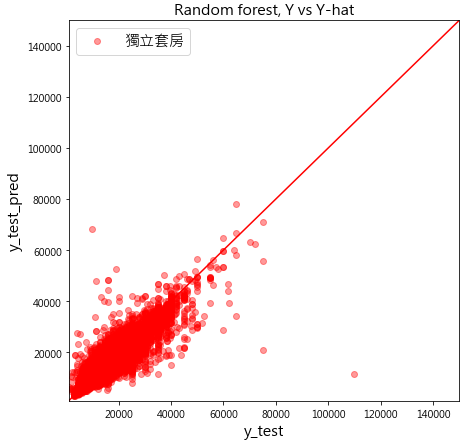 Random forest, Y vs Y-hat
獨立套房
140000
120000
100000
80000
60000
40000
20000
y_test_pred
20000 40000 60000 80000 100000 120000 140000
y_test